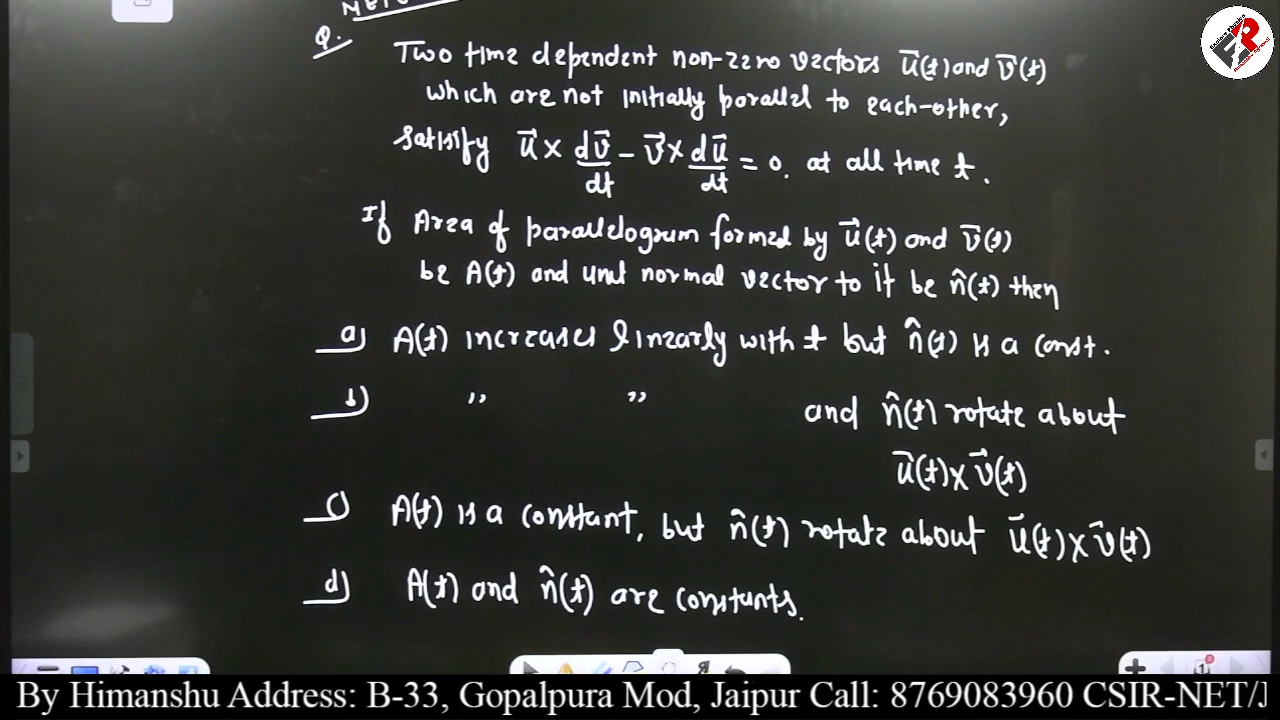 Q.
Two time dependent non-zero vectors u⃗(t) and v⃗(t)
which are not initially parallel to each-other,
satisfy u⃗ × dv⃗/dt - v⃗ × du⃗/dt = 0. at all time t.
If Area of parallelogram formed by u⃗(t) and v⃗(t)
be A(t) and unit normal vector to it be n̂(t) then
a) A(t) increases linearly with t but n̂(t) is a const.
b) ,, ,, and n̂(t) rotate about
u⃗(t) × v⃗(t)
c) A(t) is a constant, but n̂(t) rotate about u⃗(t) × v⃗(t)
d) A(t) and n̂(t) are constants.
1
By Himanshu Address: B-33, Gopalpura Mod, Jaipur Call: 8769083960 CSIR-NET/J